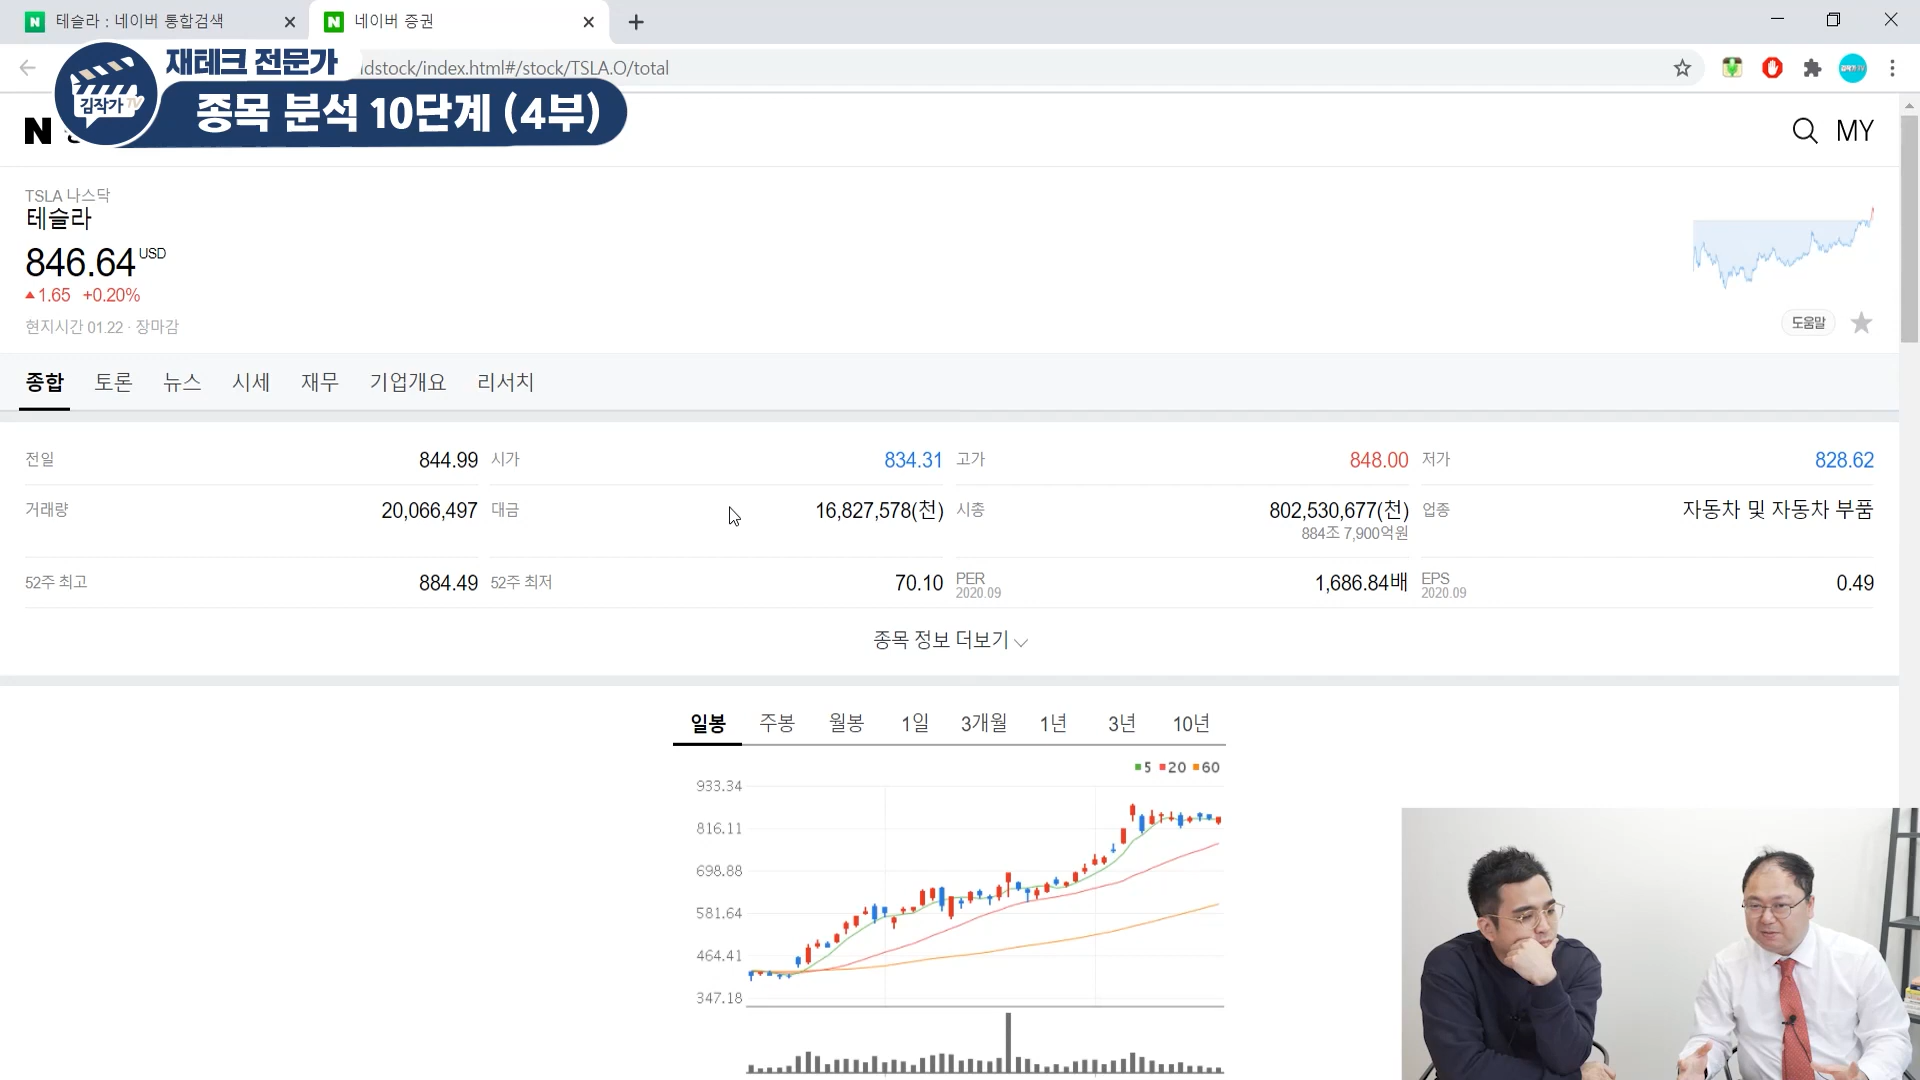 테슬라 : 네이버 통합검색
네이버 증권
재테크 전문가
종목 분석 10단계 (4부)
김작가 TV
ldstock/index.html#/stock/TSLA.O/total
N
MY
TSLA 나스닥
테슬라
846.64 USD
▲1.65 +0.20%
현지시간 01.22 · 장마감
도움말
종합 토론 뉴스 시세 재무 기업개요 리서치
전일 844.99 시가 834.31 고가 848.00 저가 828.62
거래량 20,066,497 대금 16,827,578(천) 시총 802,530,677(천) 업종 자동차 및 자동차 부품
884조 7,900억원
52주 최고 884.49 52주 최저 70.10 PER 1,686.84배 EPS 0.49
2020.09 2020.09
종목 정보 더보기
일봉 주봉 월봉 1일 3개월 1년 3년 10년
5 20 60
933.34
816.11
698.88
581.64
464.41
347.18